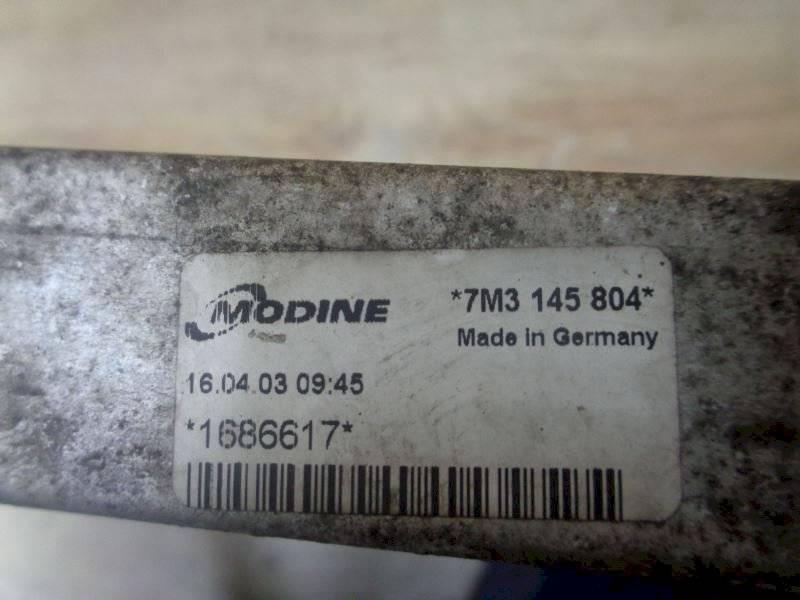 MODINE
*7M3 145 804*
Made in Germany
16.04.03 09:45
*1686617*